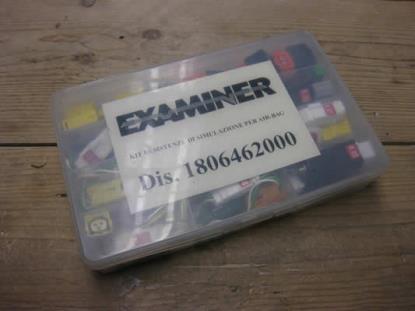 EXAMINER
KIT RESISTENZE DI SIMULAZIONE PER AIR-BAG
Dis. 1806462000